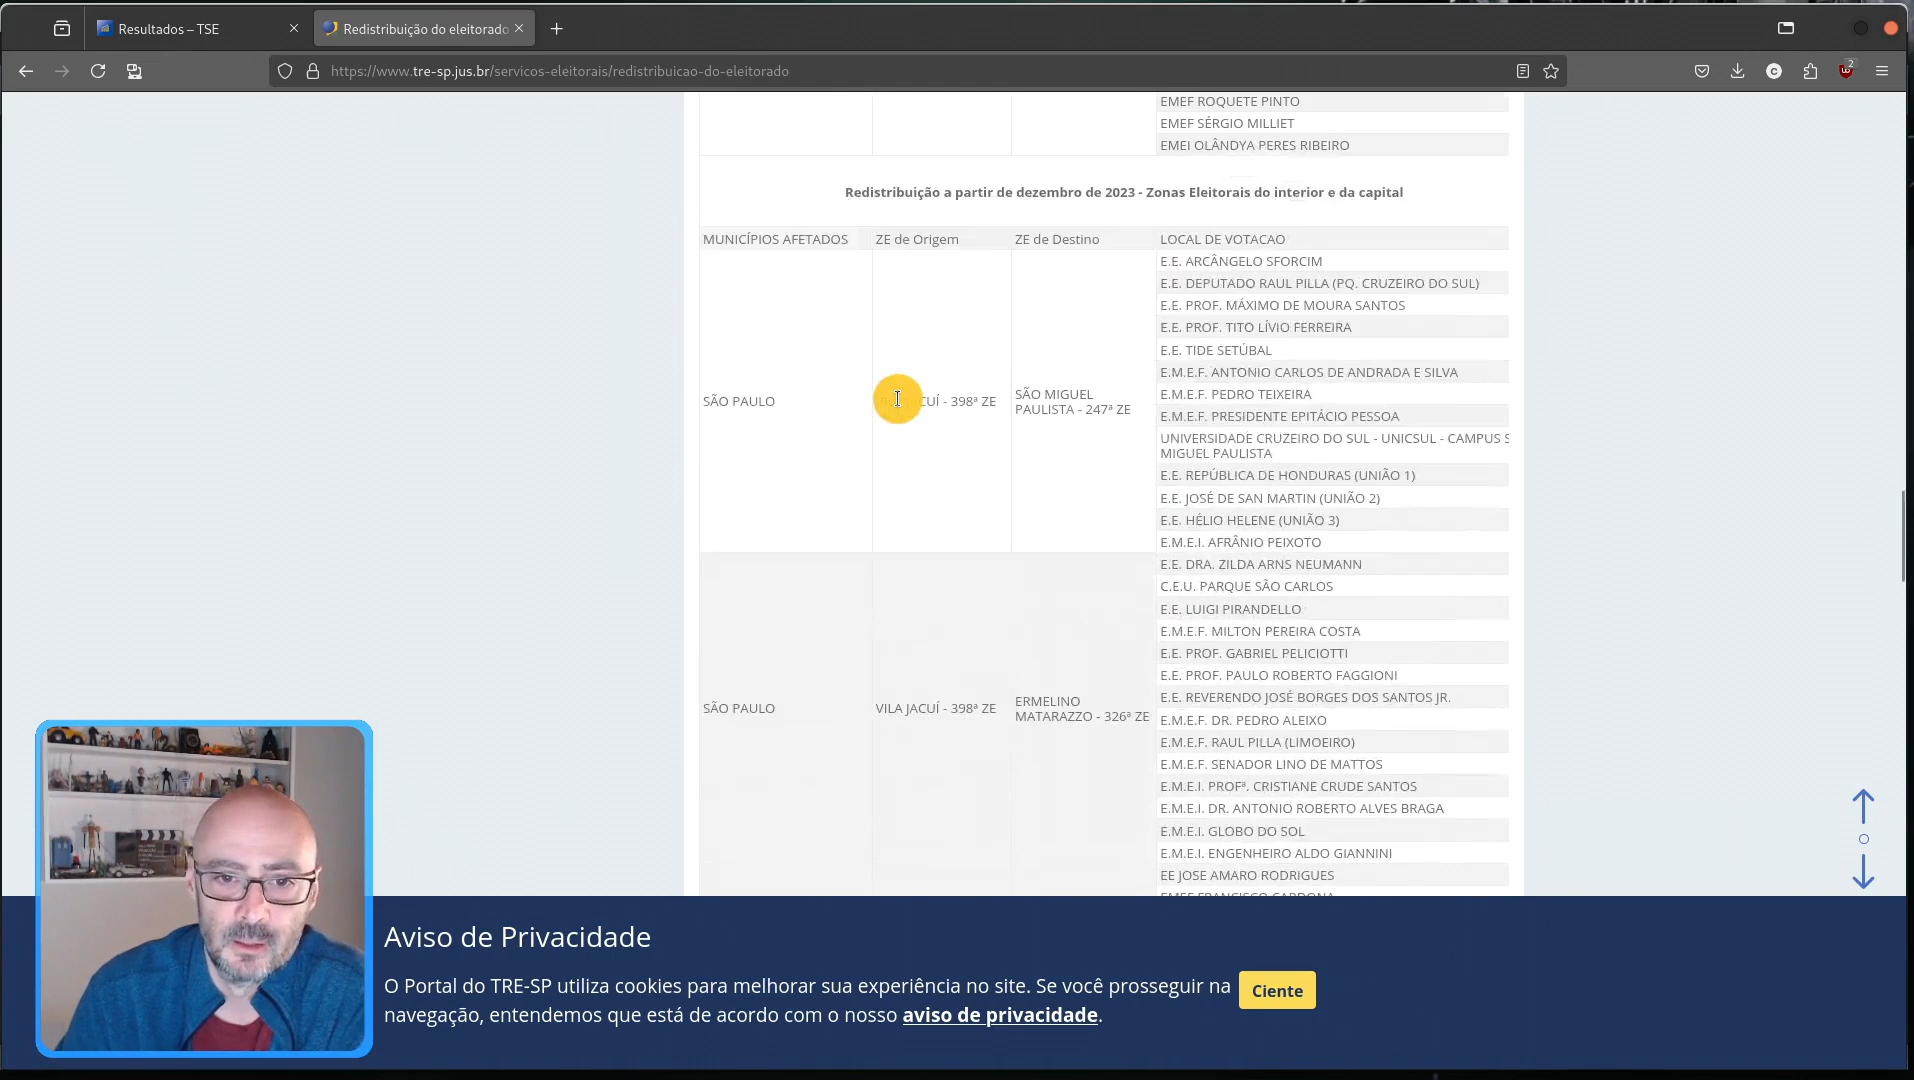 Resultados – TSE
Redistribuição do eleitorado
https://www.tre-sp.jus.br/servicos-eleitorais/redistribuicao-do-eleitorado
2
EMEF ROQUETE PINTO
EMEF SÉRGIO MILLIET
EMEI OLÂNDYA PERES RIBEIRO
Redistribuição a partir de dezembro de 2023 - Zonas Eleitorais do interior e da capital
MUNICÍPIOS AFETADOS ZE de Origem ZE de Destino LOCAL DE VOTACAO
E.E. ARCÂNGELO SFORCIM
E.E. DEPUTADO RAUL PILLA (PQ. CRUZEIRO DO SUL)
E.E. PROF. MÁXIMO DE MOURA SANTOS
E.E. PROF. TITO LÍVIO FERREIRA
E.E. TIDE SETÚBAL
E.M.E.F. ANTONIO CARLOS DE ANDRADA E SILVA
SÃO PAULO
CUÍ - 398ª ZE
SÃO MIGUEL
PAULISTA - 247ª ZE
E.M.E.F. PEDRO TEIXEIRA
E.M.E.F. PRESIDENTE EPITÁCIO PESSOA
UNIVERSIDADE CRUZEIRO DO SUL - UNICSUL - CAMPUS S
MIGUEL PAULISTA
E.E. REPÚBLICA DE HONDURAS (UNIÃO 1)
E.E. JOSÉ DE SAN MARTIN (UNIÃO 2)
E.E. HÉLIO HELENE (UNIÃO 3)
E.M.E.I. AFRÂNIO PEIXOTO
E.E. DRA. ZILDA ARNS NEUMANN
C.E.U. PARQUE SÃO CARLOS
E.E. LUIGI PIRANDELLO
E.M.E.F. MILTON PEREIRA COSTA
E.E. PROF. GABRIEL PELICIOTTI
E.E. PROF. PAULO ROBERTO FAGGIONI
E.E. REVERENDO JOSÉ BORGES DOS SANTOS JR.
SÃO PAULO
VILA JACUÍ - 398ª ZE
ERMELINO
MATARAZZO - 326ª ZE
E.M.E.F. DR. PEDRO ALEIXO
E.M.E.F. RAUL PILLA (LIMOEIRO)
E.M.E.F. SENADOR LINO DE MATTOS
E.M.E.I. PROFª. CRISTIANE CRUDE SANTOS
E.M.E.I. DR. ANTONIO ROBERTO ALVES BRAGA
E.M.E.I. GLOBO DO SOL
E.M.E.I. ENGENHEIRO ALDO GIANNINI
EE JOSE AMARO RODRIGUES
Aviso de Privacidade
O Portal do TRE-SP utiliza cookies para melhorar sua experiência no site. Se você prosseguir na
navegação, entendemos que está de acordo com o nosso aviso de privacidade.
Ciente